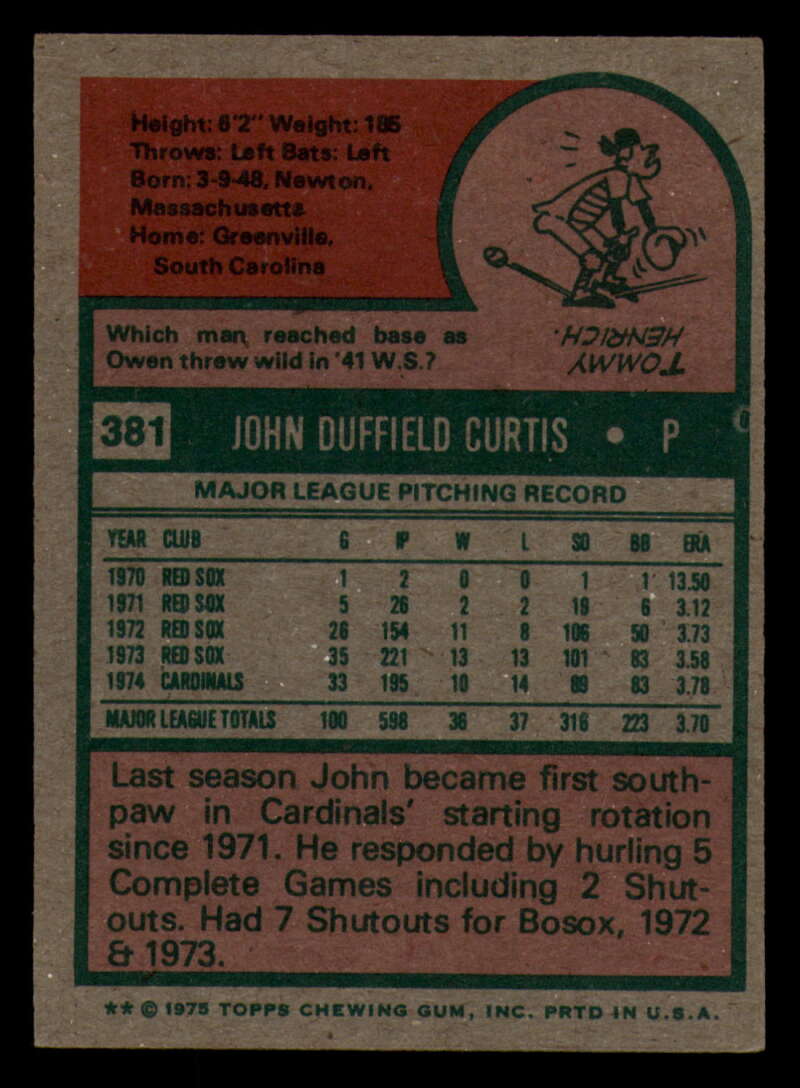 Height: 6'2" Weight: 185
Throws: Left Bats: Left
Born: 3-9-48, Newton,
Massachusetts
Home: Greenville,
South Carolina
Which man reached base as
Owen threw wild in '41 W.S.?
TOMMY
HENRICH.
381 JOHN DUFFIELD CURTIS • P
MAJOR LEAGUE PITCHING RECORD
YEAR CLUB G IP W L SO BB ERA
1970 RED SOX 1 2 0 0 1 1 13.50
1971 RED SOX 5 26 2 2 19 6 3.12
1972 RED SOX 26 154 11 8 106 50 3.73
1973 RED SOX 35 221 13 13 101 83 3.58
1974 CARDINALS 33 195 10 14 89 83 3.78
MAJOR LEAGUE TOTALS 100 598 36 37 316 223 3.70
Last season John became first south-
paw in Cardinals' starting rotation
since 1971. He responded by hurling 5
Complete Games including 2 Shut-
outs. Had 7 Shutouts for Bosox, 1972
& 1973.
** © 1975 TOPPS CHEWING GUM, INC. PRTD IN U.S.A.